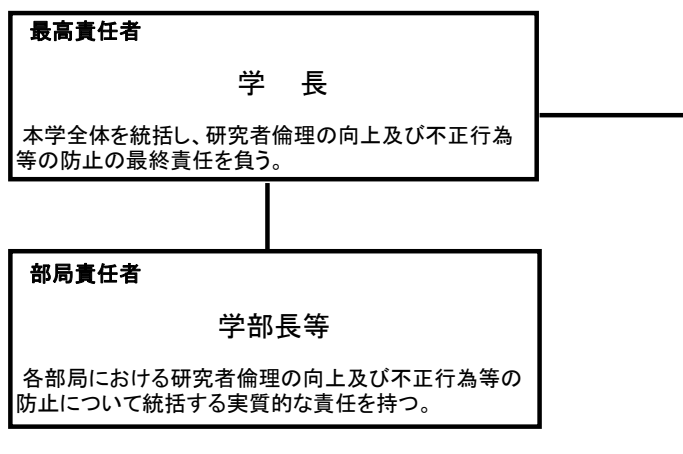 最高責任者
学　長
本学全体を統括し、研究者倫理の向上及び不正行為
等の防止の最終責任を負う。
部局責任者
学部長等
各部局における研究者倫理の向上及び不正行為等の
防止について統括する実質的な責任を持つ。